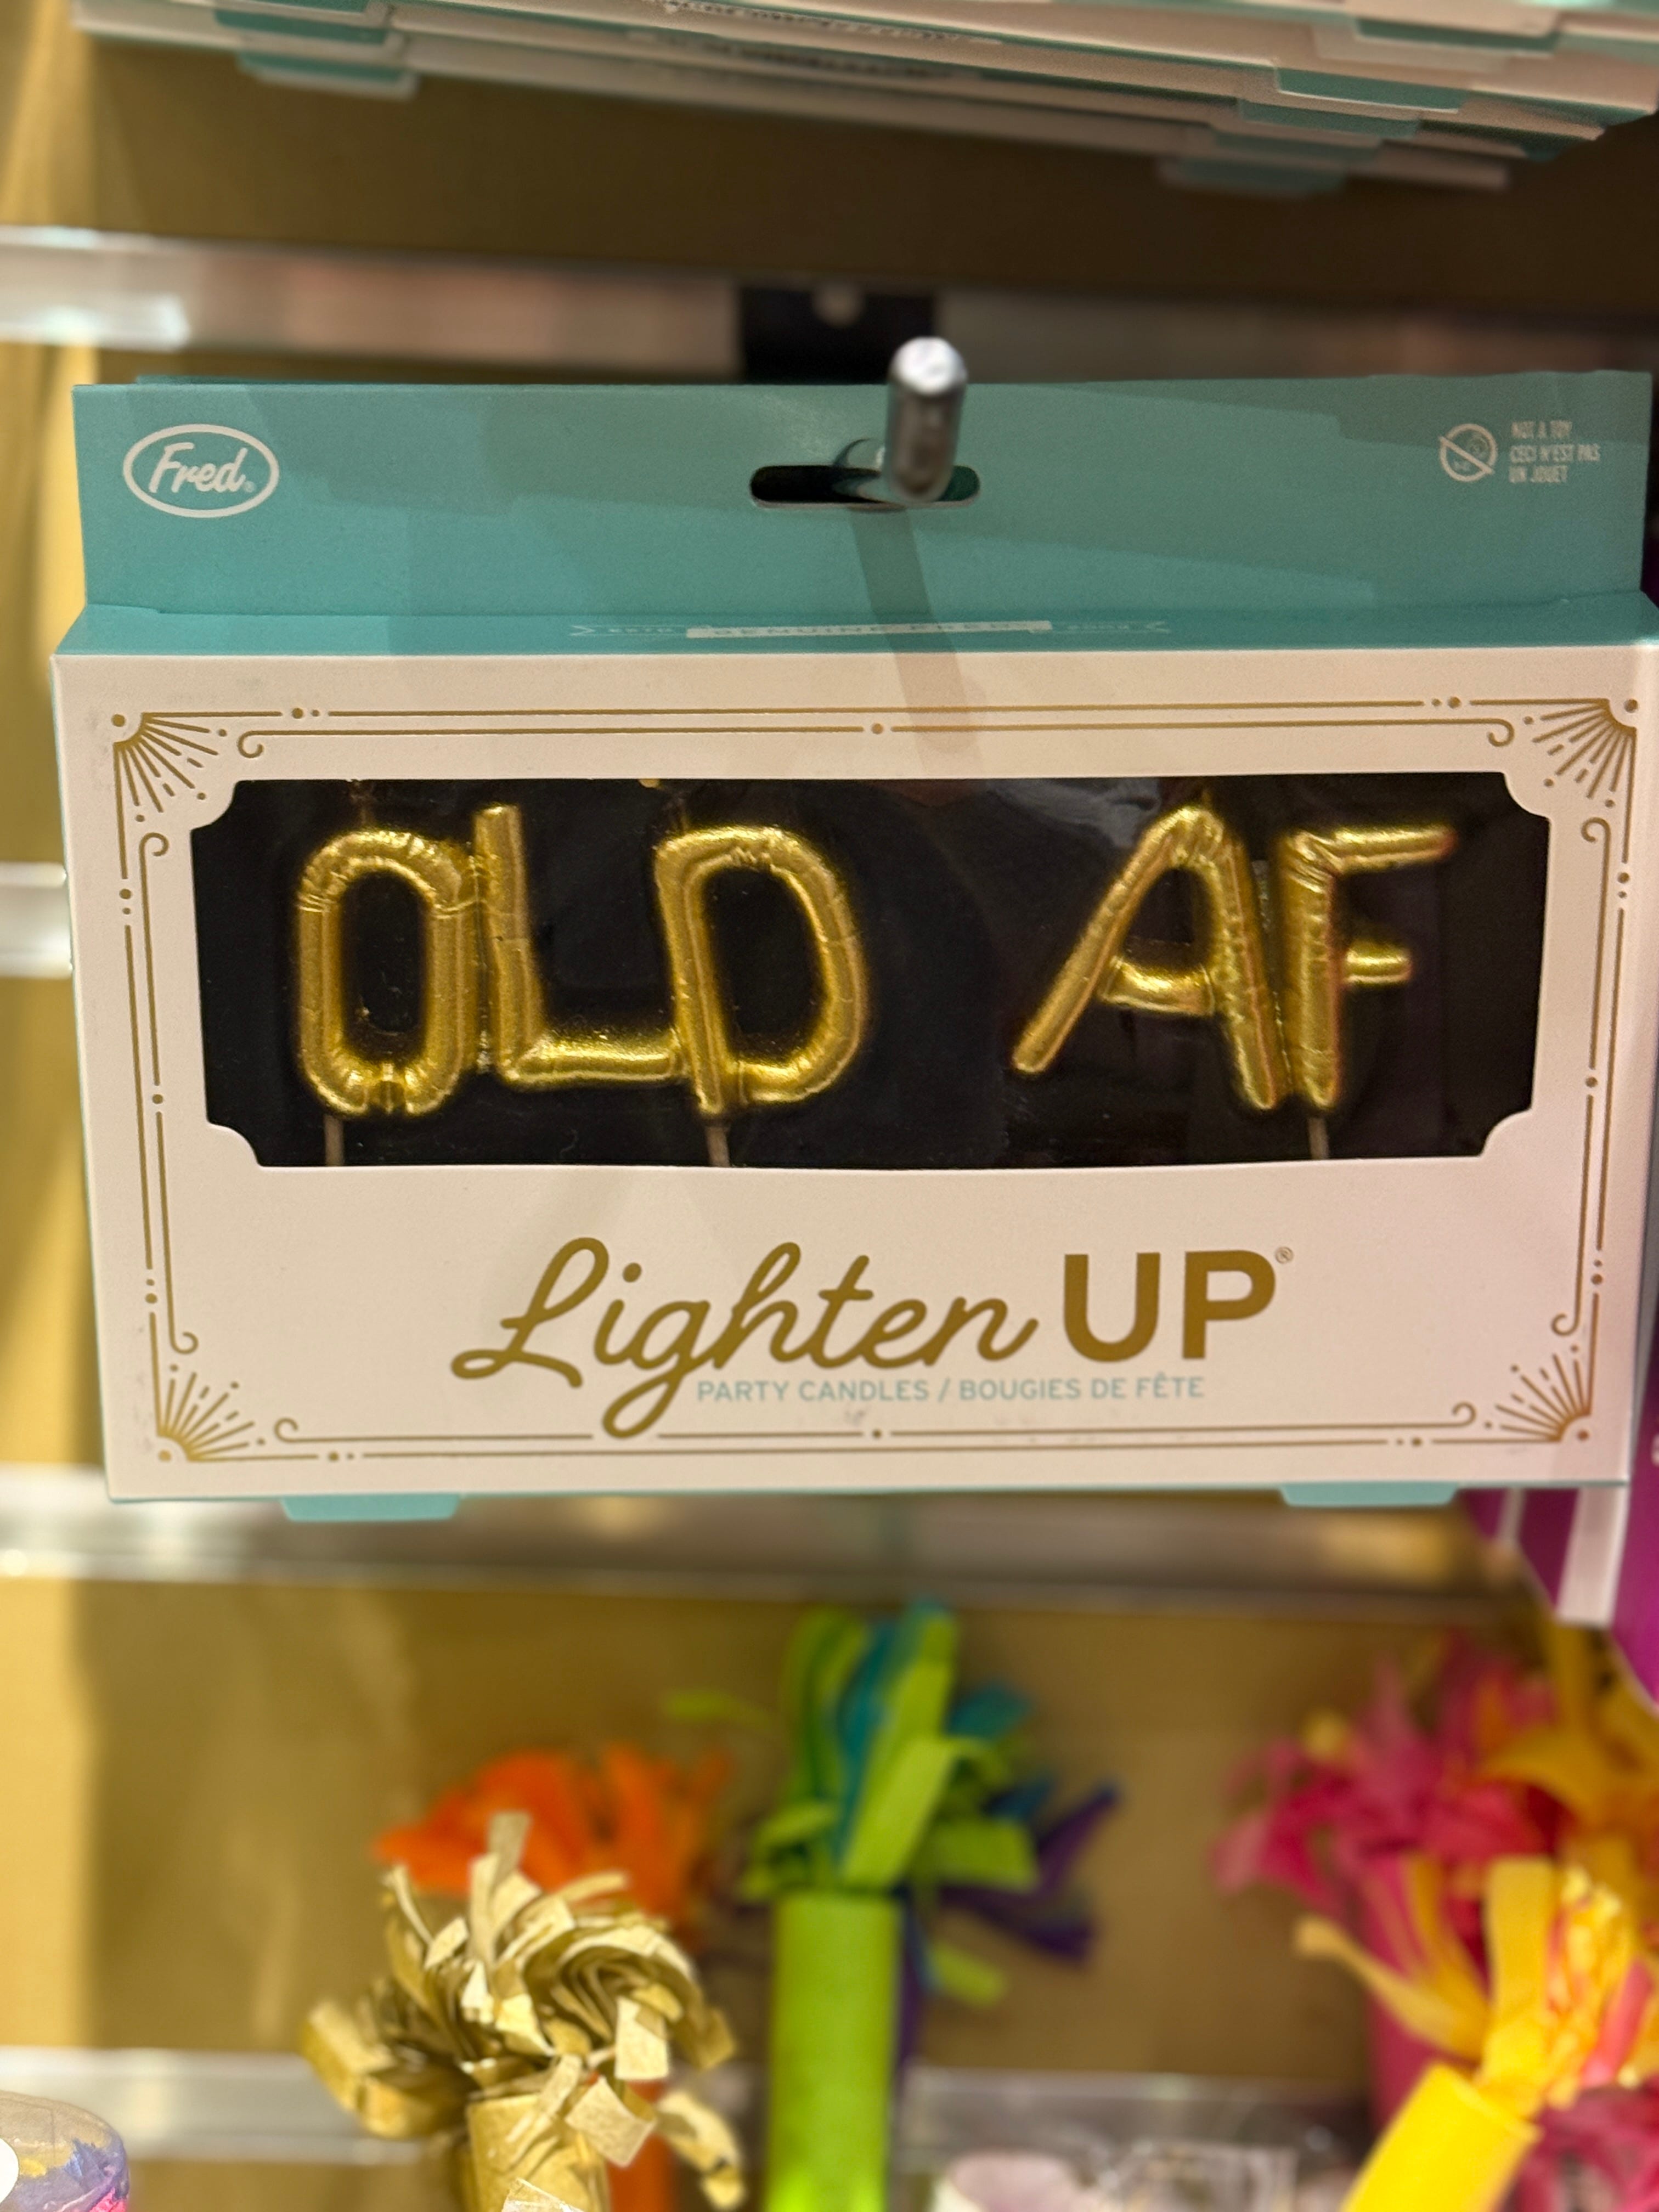 Fred®
NOT A TOY
CECI N'EST PAS
UN JOUET
OLD AF
Lighten UP®
PARTY CANDLES / BOUGIES DE FÊTE